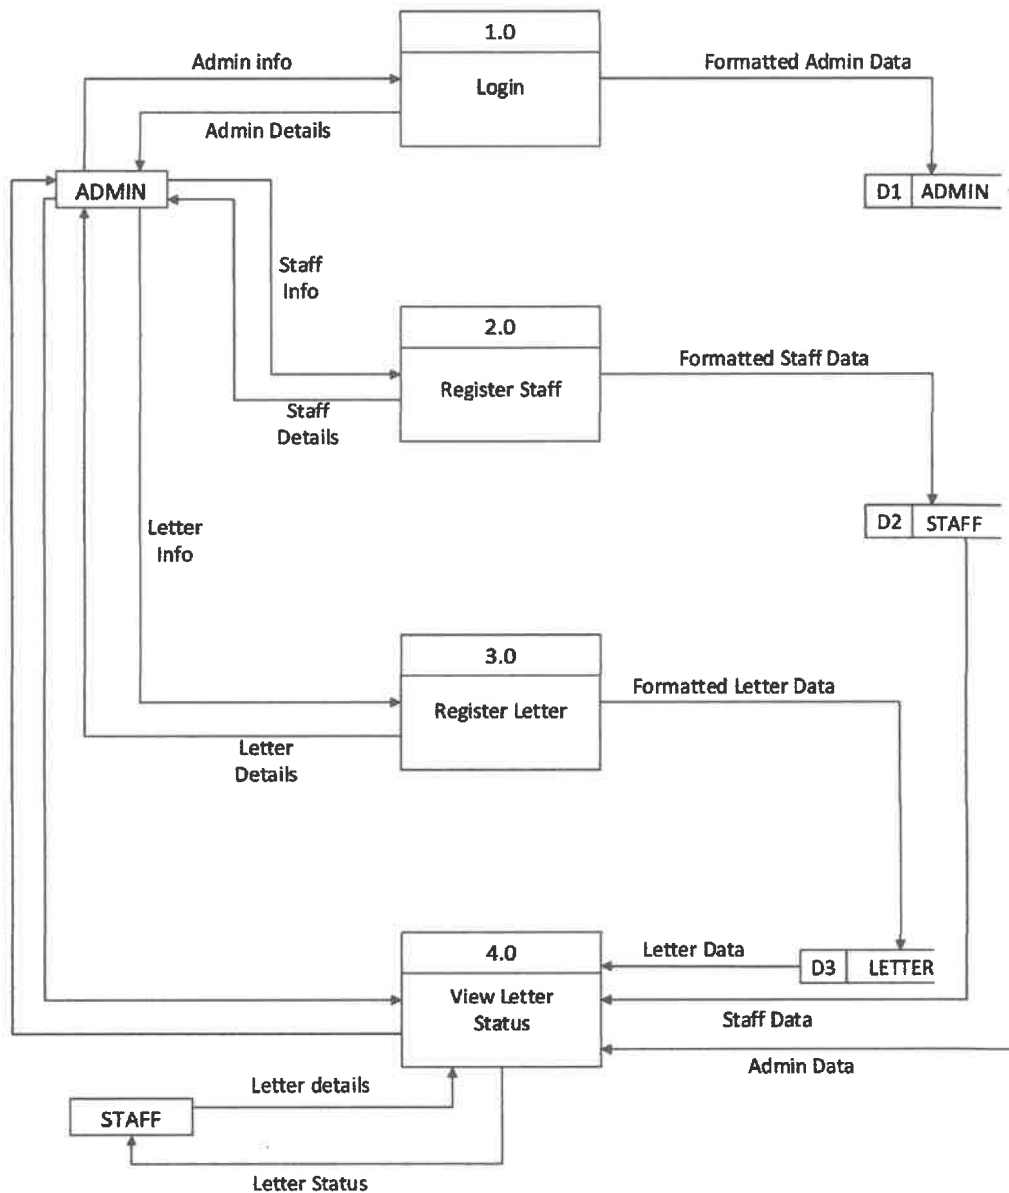 1.0
Admin info
Formatted Admin Data
Login
Admin Details
ADMIN
D1 ADMIN
Staff
Info
2.0
Formatted Staff Data
Register Staff
Staff
Details
D2 STAFF
Letter
Info
3.0
Formatted Letter Data
Register Letter
Letter
Details
4.0
Letter Data
D3 LETTER
View Letter
Status
Staff Data
Admin Data
Letter details
STAFF
Letter Status